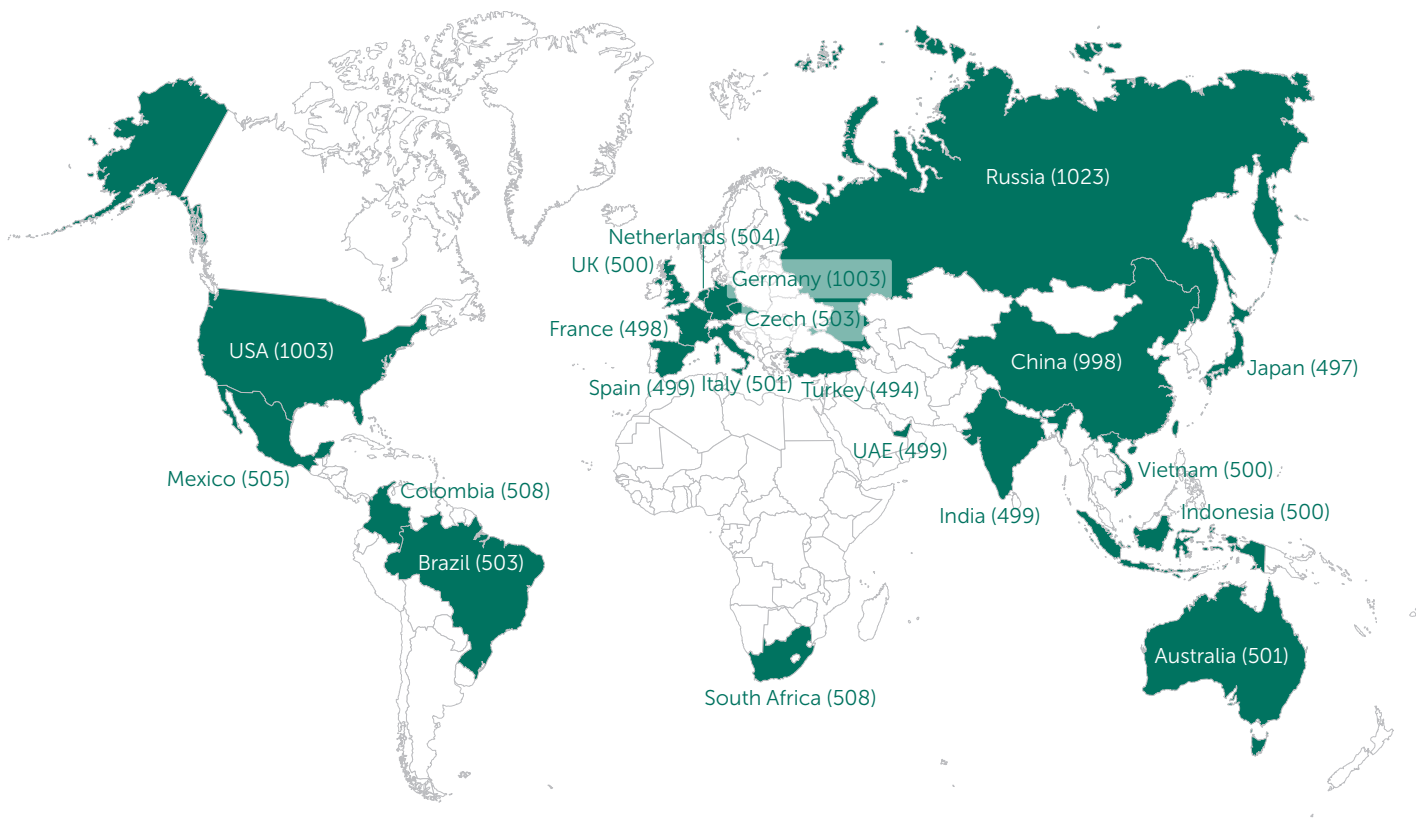 Russia (1023)
Netherlands (504)
UK (500)
Germany (1003)
Czech (503)
France (498)
USA (1003)
China (998)
Japan (497)
Spain (499)
Italy (501)
Turkey (494)
UAE (499)
Mexico (505)
Colombia (508)
Vietnam (500)
India (499)
Indonesia (500)
Brazil (503)
Australia (501)
South Africa (508)